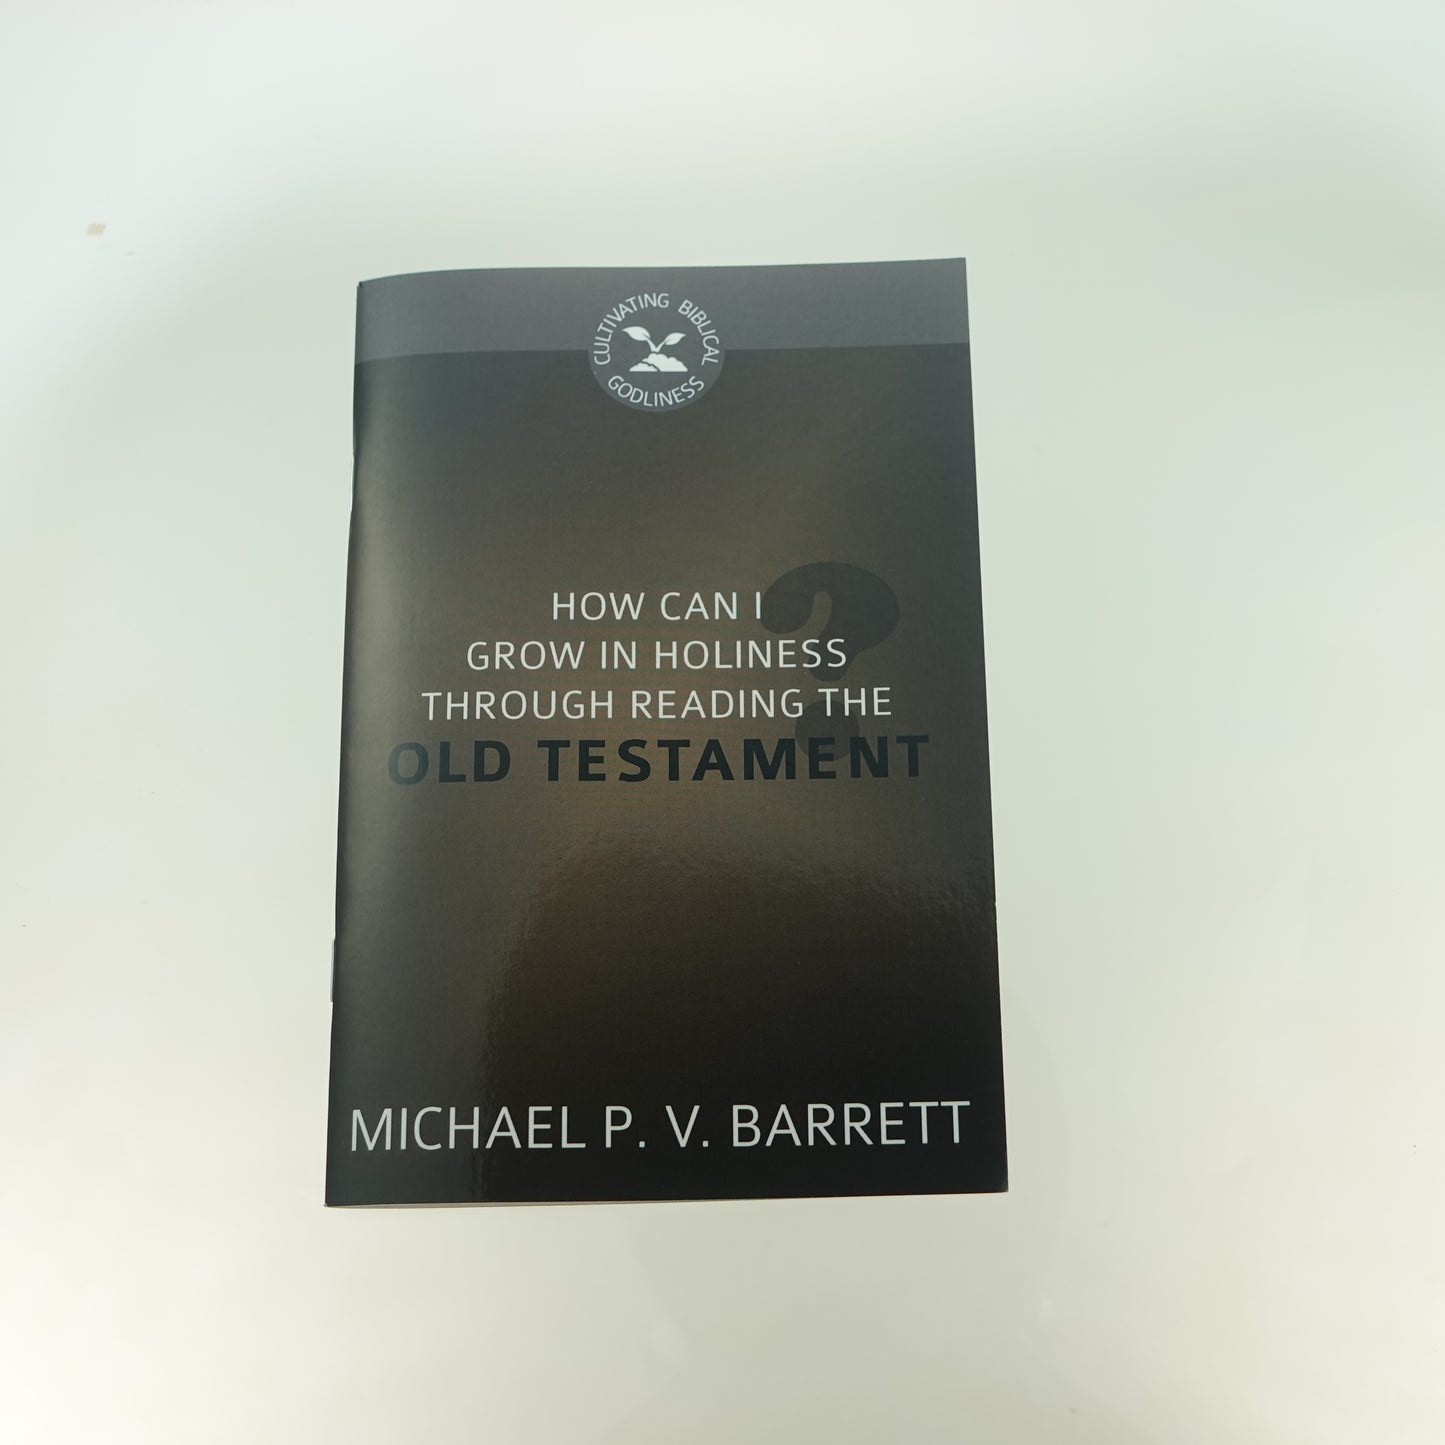 CULTIVATING BIBLICAL
GODLINESS
HOW CAN I
GROW IN HOLINESS
THROUGH READING THE
OLD TESTAMENT
?
MICHAEL P. V. BARRETT